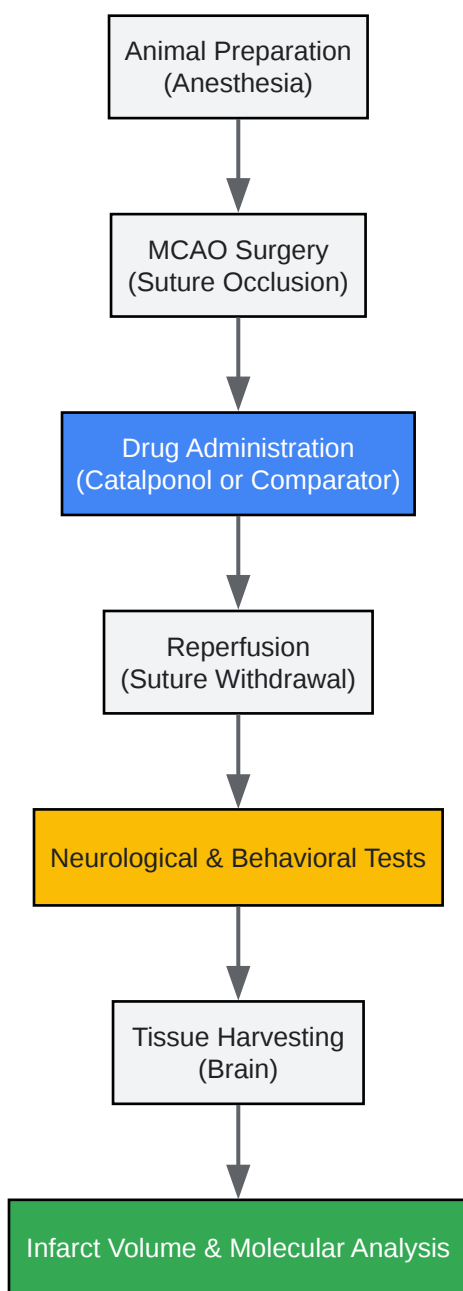 Animal Preparation
(Anesthesia)
MCAO Surgery
(Suture Occlusion)
Drug Administration
(Catalponol or Comparator)
Reperfusion
(Suture Withdrawal)
Neurological & Behavioral Tests
Tissue Harvesting
(Brain)
Infarct Volume & Molecular Analysis